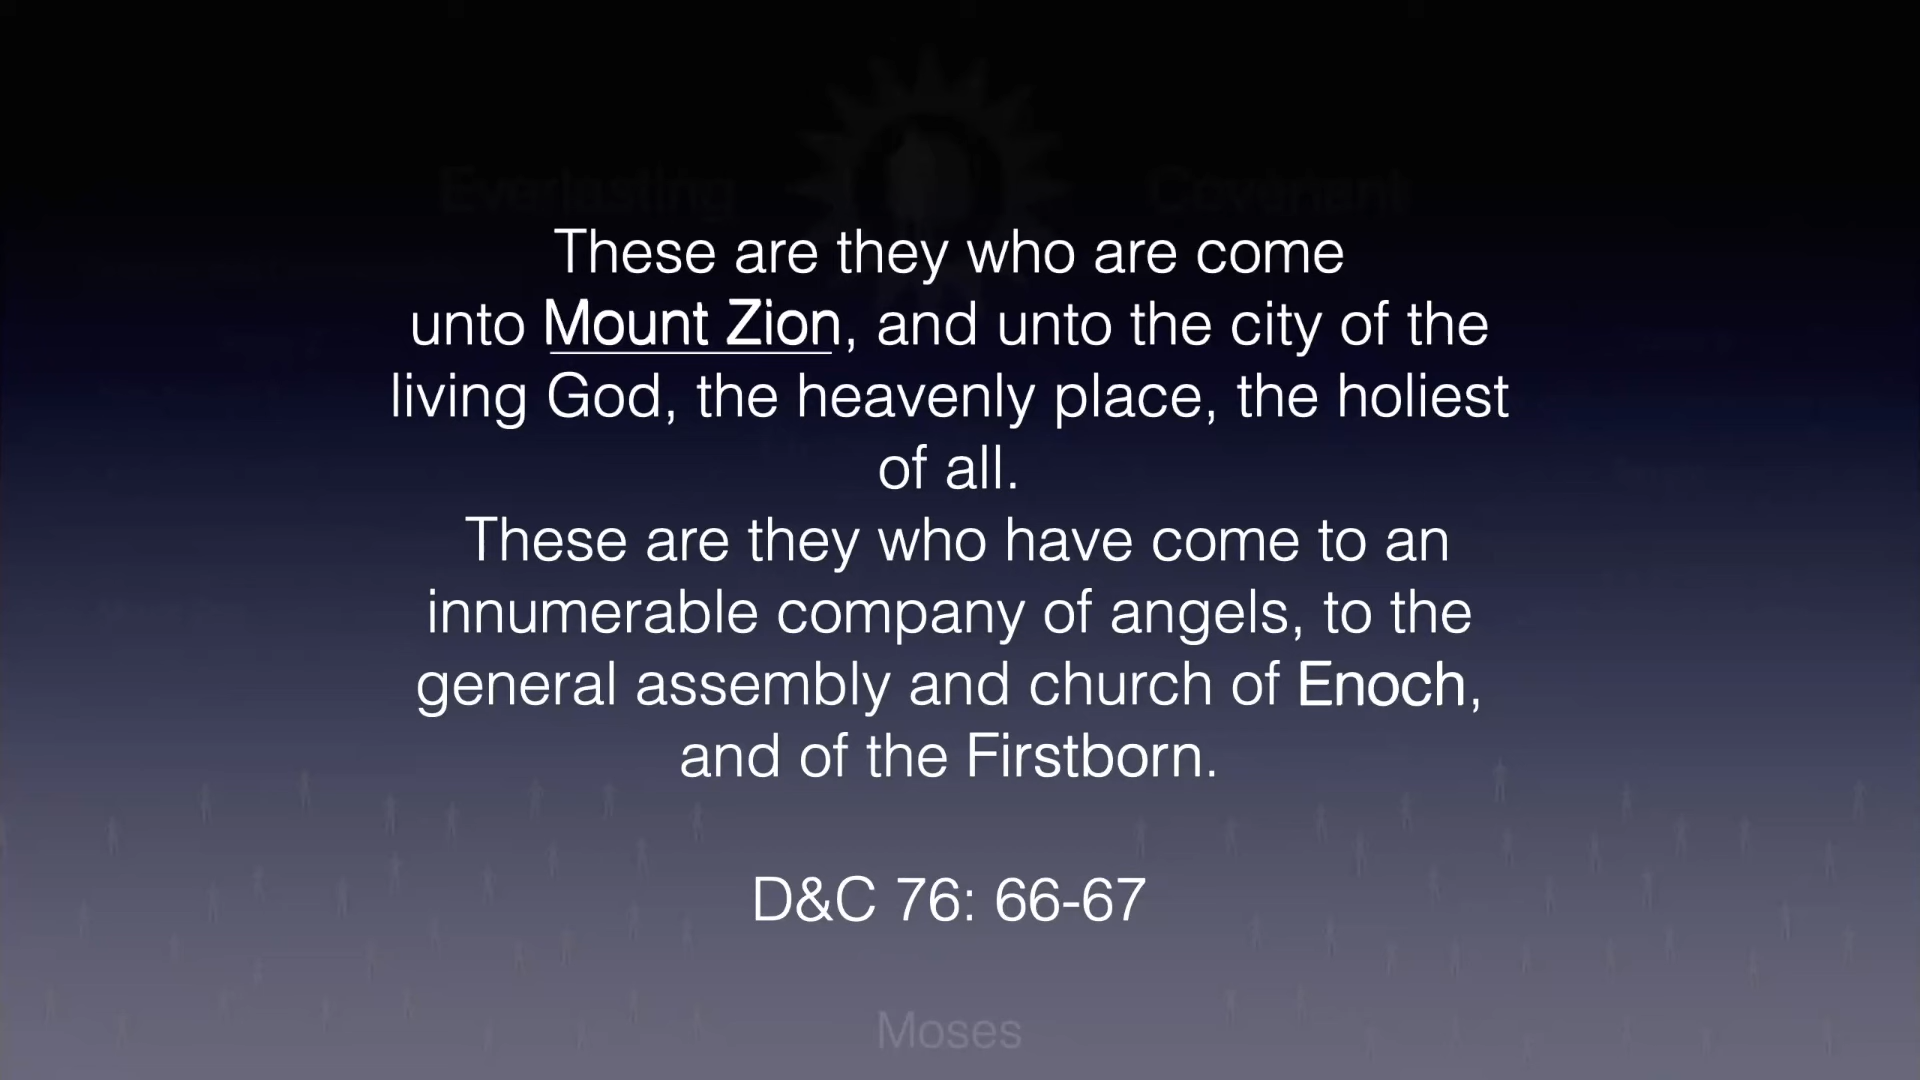 Everlasting Covenant
These are they who are come
unto Mount Zion, and unto the city of the
living God, the heavenly place, the holiest
of all.
These are they who have come to an
innumerable company of angels, to the
general assembly and church of Enoch,
and of the Firstborn.
D&C 76: 66-67
Moses